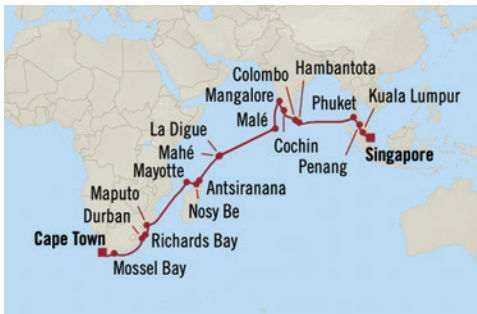 Colombo
Hambantota
Mangalore
Phuket
Kuala Lumpur
Malé
La Digue
Cochin
Mahé
Penang
Singapore
Mayotte
Antsiranana
Maputo
Nosy Be
Durban
Cape Town
Richards Bay
Mossel Bay